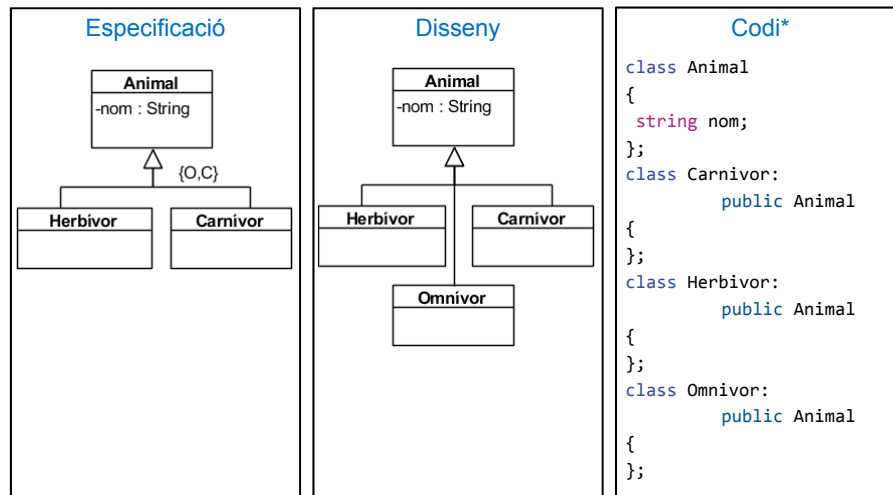 Especificació
Animal
-nom : String
{O,C}
Herbívor
Carnívor
Disseny
Animal
-nom : String
Herbívor
Carnívor
Omnívor
Codi*
class Animal
{
string nom;
};
class Carnivor:
public Animal
{
};
class Herbivor:
public Animal
{
};
class Omnivor:
public Animal
{
};